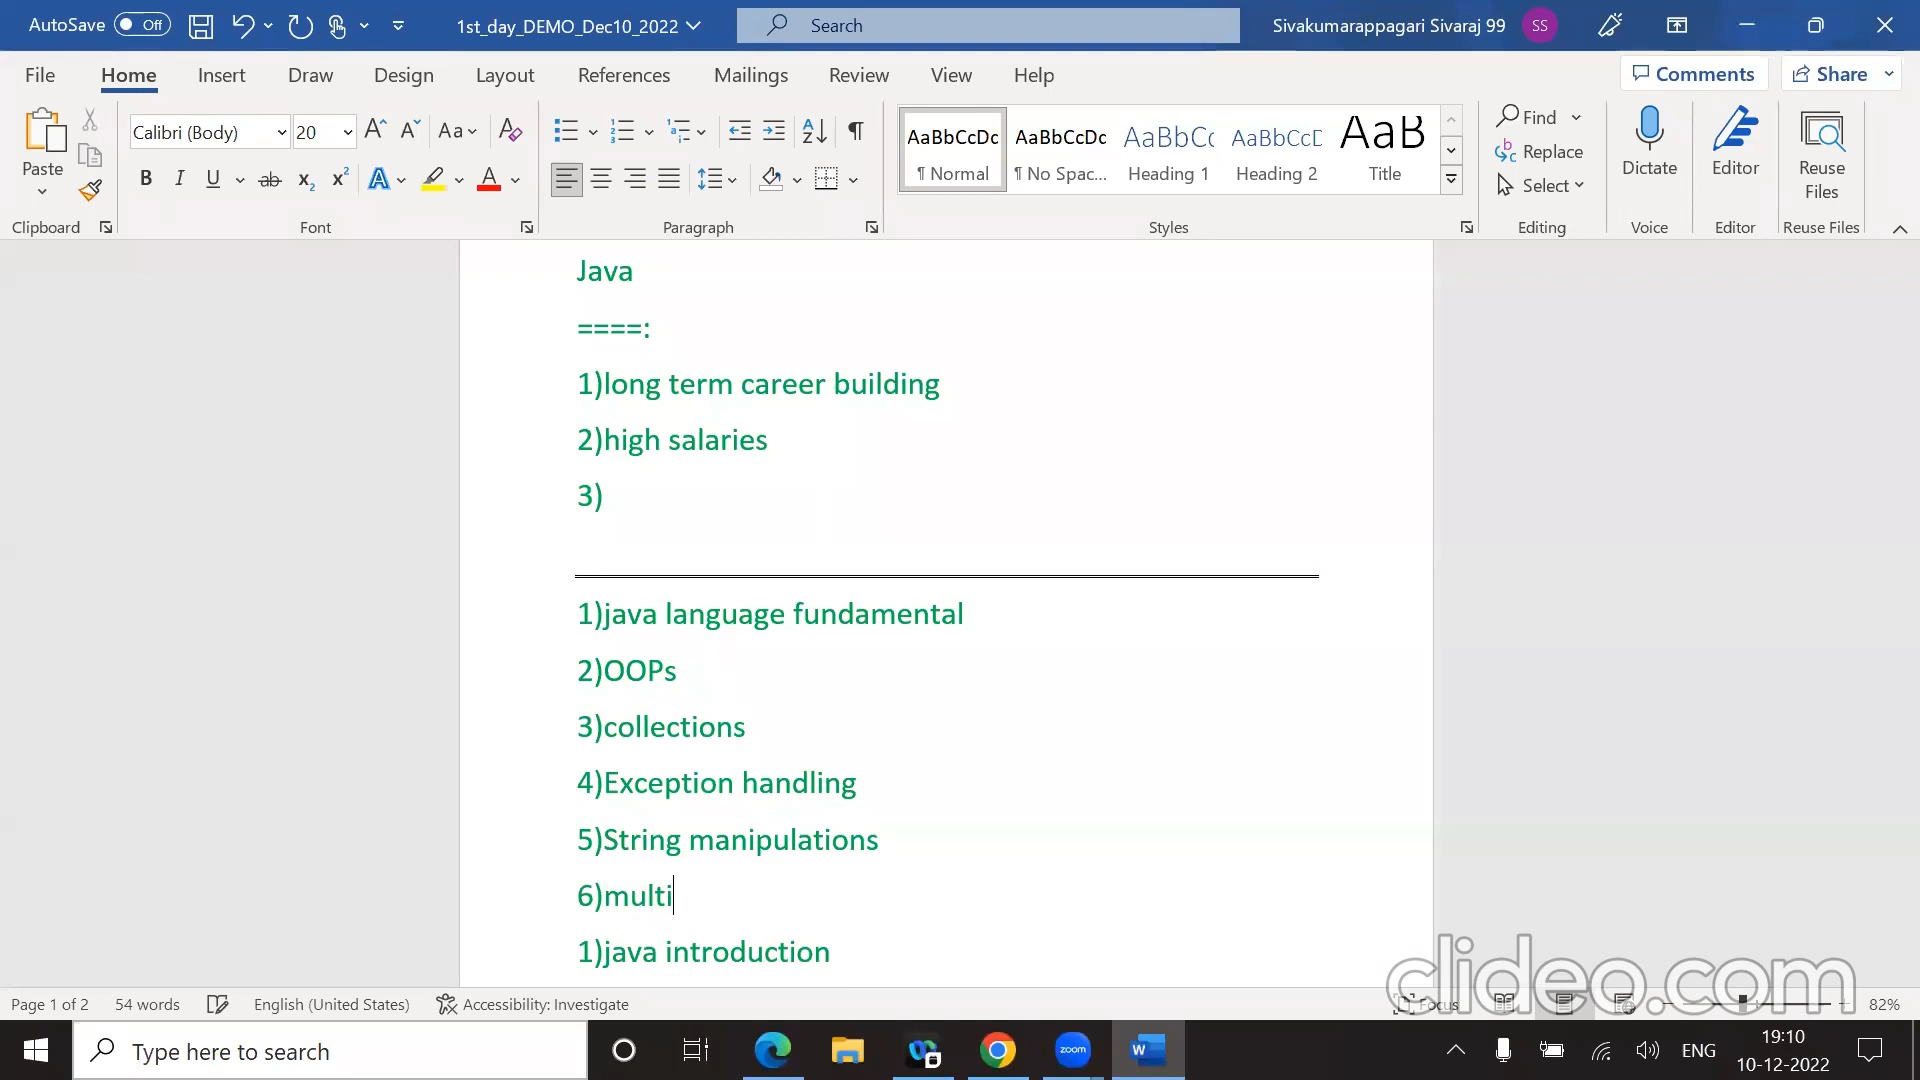 AutoSave Off 1st_day_DEMO_Dec10_2022 Search Sivakumarappagari Sivaraj 99 SS
File Home Insert Draw Design Layout References Mailings Review View Help Comments Share
Paste Calibri (Body) 20 Aa AaBbCcDc AaBbCcDc AaBbCc AaBbCcD AaB Find Replace Select Dictate Editor Reuse Files
¶ Normal ¶ No Spac... Heading 1 Heading 2 Title
Clipboard Font Paragraph Styles Editing Voice Editor Reuse Files
Java
====:
1)long term career building
2)high salaries
3)
1)java language fundamental
2)OOPs
3)collections
4)Exception handling
5)String manipulations
6)multi
1)java introduction
clideo.com
Page 1 of 2 54 words English (United States) Accessibility: Investigate Focus 82%
Type here to search zoom W ENG 19:10
10-12-2022